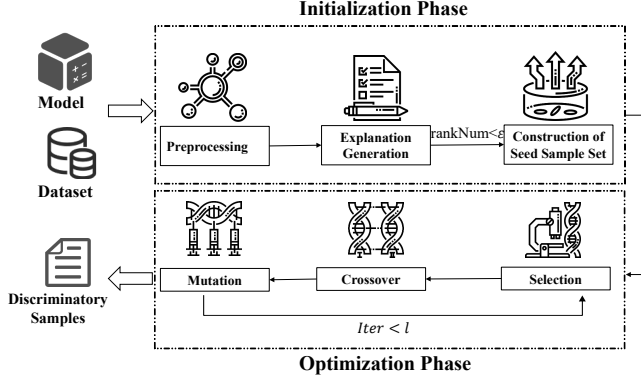 Initialization Phase
Model
Dataset
Preprocessing
Explanation
Generation
rankNum<ε
Construction of
Seed Sample Set
Discriminatory
Samples
Mutation
Crossover
Selection
Iter < l
Optimization Phase